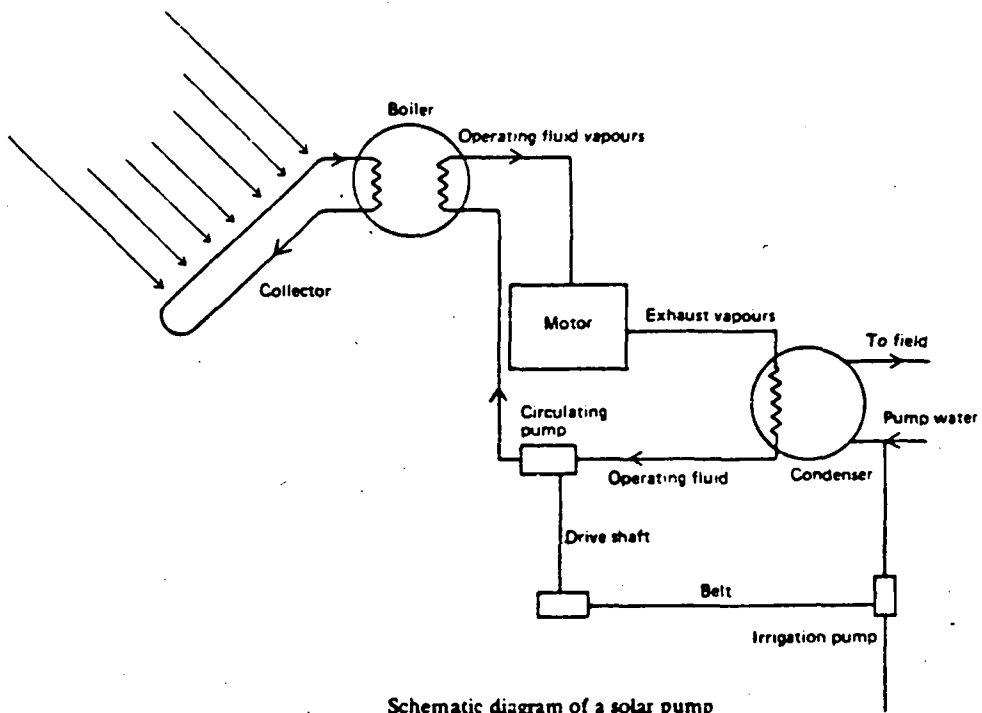 Boiler
Operating fluid vapours
Collector
Motor
Exhaust vapours
To field
Circulating
pump
Pump water
Operating fluid
Condenser
Drive shaft
Belt
Irrigation pump
Schematic diagram of a solar pump